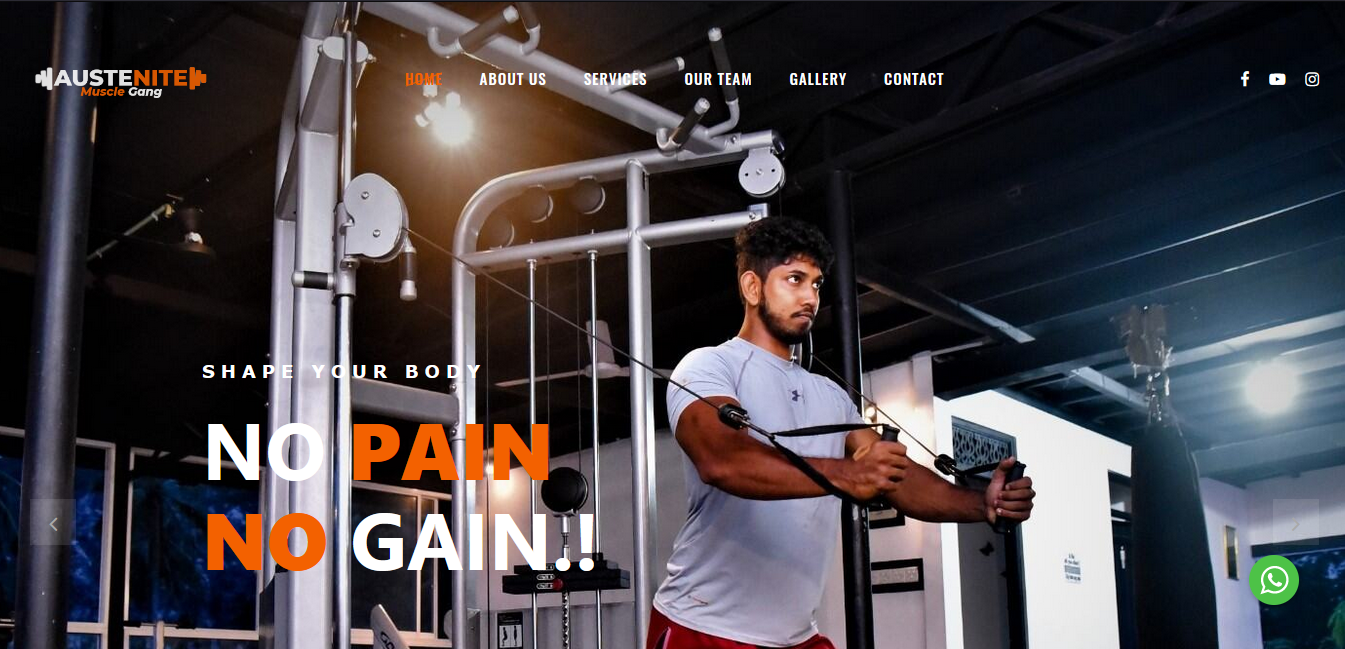 AUSTENITE
Muscle Gang
HOME ABOUT US SERVICES OUR TEAM GALLERY CONTACT
SHAPE YOUR BODY
NO PAIN
NO GAIN.!